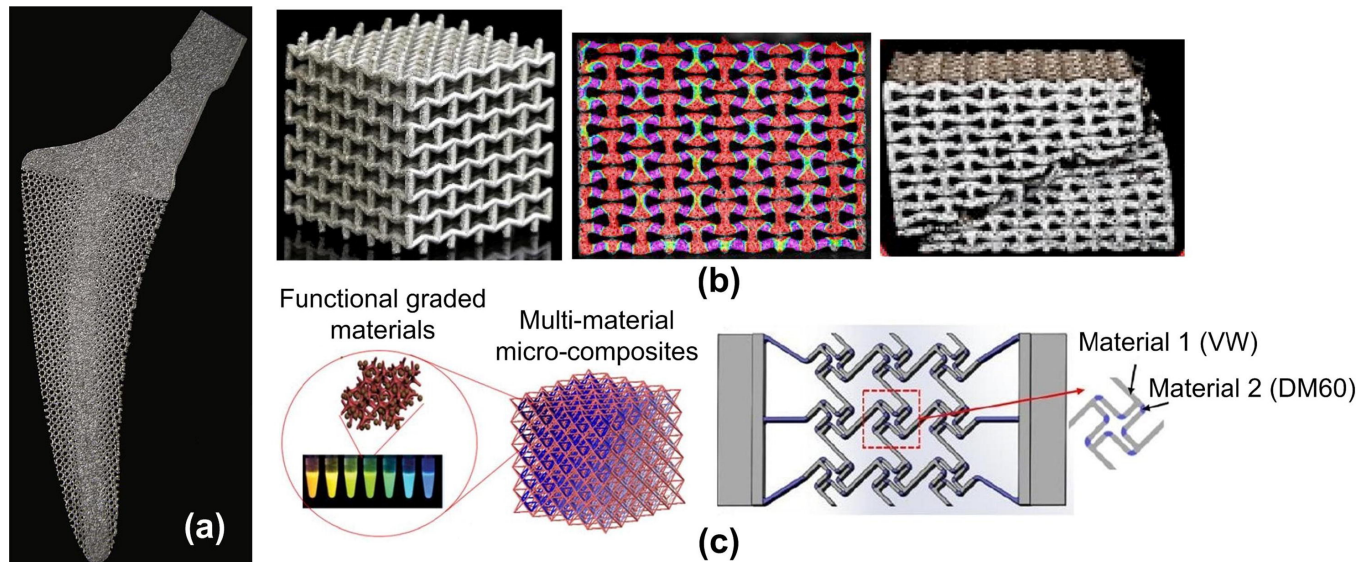 (a)
(b)
Functional graded
materials
Multi-material
micro-composites
Material 1 (VW)
Material 2 (DM60)
(c)